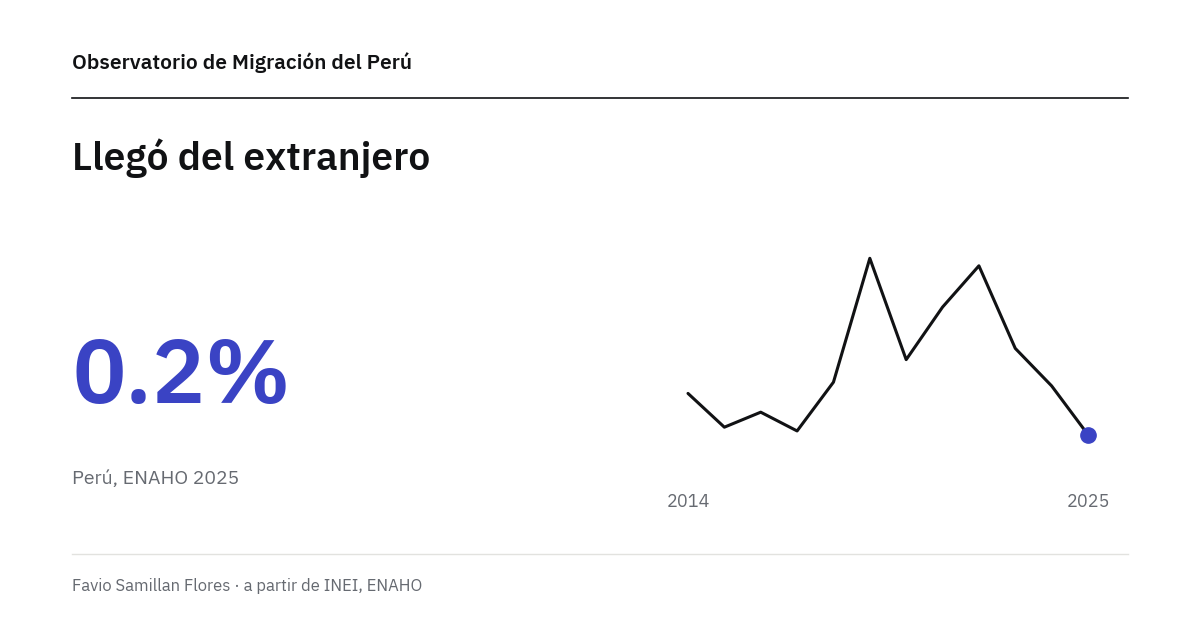 Observatorio de Migración del Perú
Llegó del extranjero
0.2%
Perú, ENAHO 2025
2014
2025
Favio Samillan Flores · a partir de INEI, ENAHO